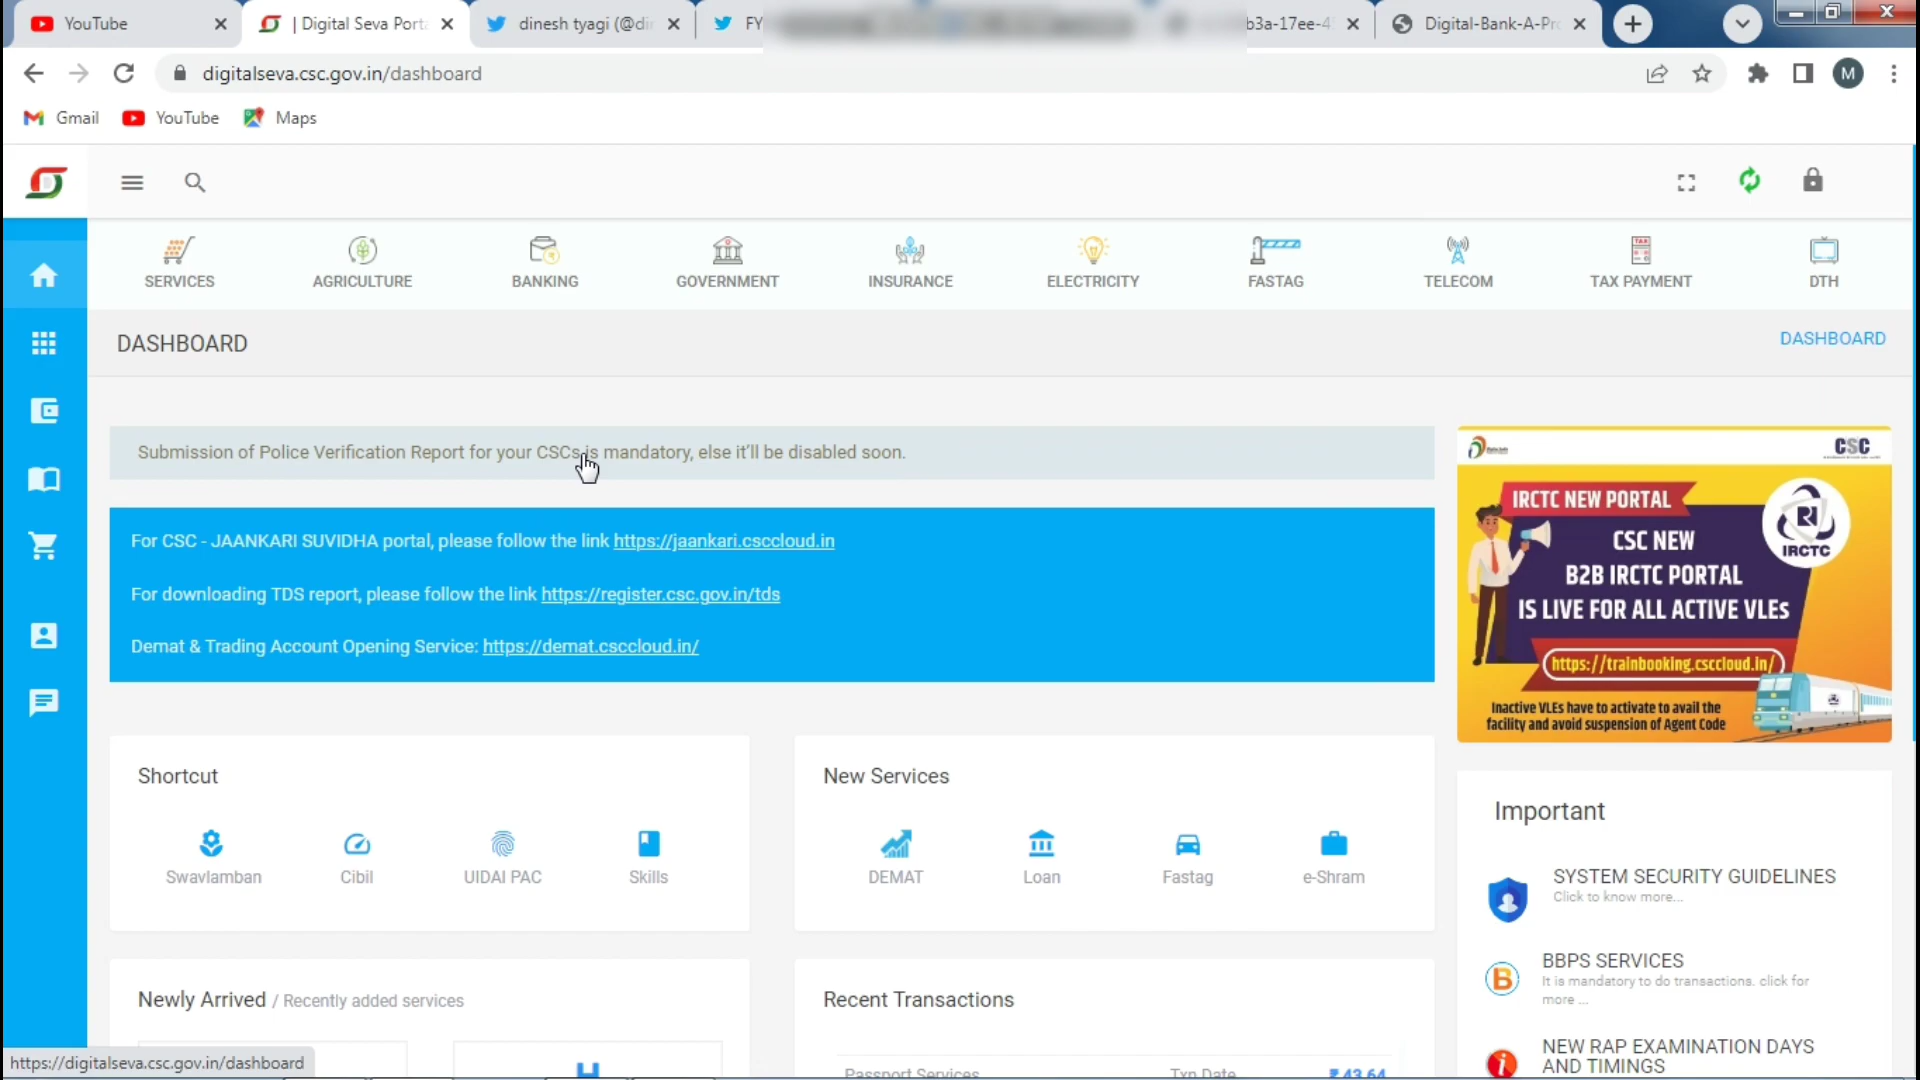 YouTube
| Digital Seva Porta
dinesh tyagi (@di
FY
b3a-17ee-4
Digital-Bank-A-Pr
digitalseva.csc.gov.in/dashboard
M
Gmail
YouTube
Maps
SERVICES
AGRICULTURE
BANKING
GOVERNMENT
INSURANCE
ELECTRICITY
FASTAG
TELECOM
TAX PAYMENT
DTH
DASHBOARD
DASHBOARD
Submission of Police Verification Report for your CSCs is mandatory, else it'll be disabled soon.
For CSC - JAANKARI SUVIDHA portal, please follow the link https://jaankari.csccloud.in
For downloading TDS report, please follow the link https://register.csc.gov.in/tds
Demat & Trading Account Opening Service: https://demat.csccloud.in/
CSC
IRCTC NEW PORTAL
CSC NEW
B2B IRCTC PORTAL
IS LIVE FOR ALL ACTIVE VLEs
IRCTC
https://trainbooking.csccloud.in/
Inactive VLEs have to activate to avail the
facility and avoid suspension of Agent Code
Shortcut
Swavlamban
Cibil
UIDAI PAC
Skills
New Services
DEMAT
Loan
Fastag
e-Shram
Important
SYSTEM SECURITY GUIDELINES
Click to know more...
BBPS SERVICES
It is mandatory to do transactions. click for
more ...
NEW RAP EXAMINATION DAYS
AND TIMINGS
Newly Arrived / Recently added services
Recent Transactions
Passport Services
Txn Date
₹ 43.64
https://digitalseva.csc.gov.in/dashboard